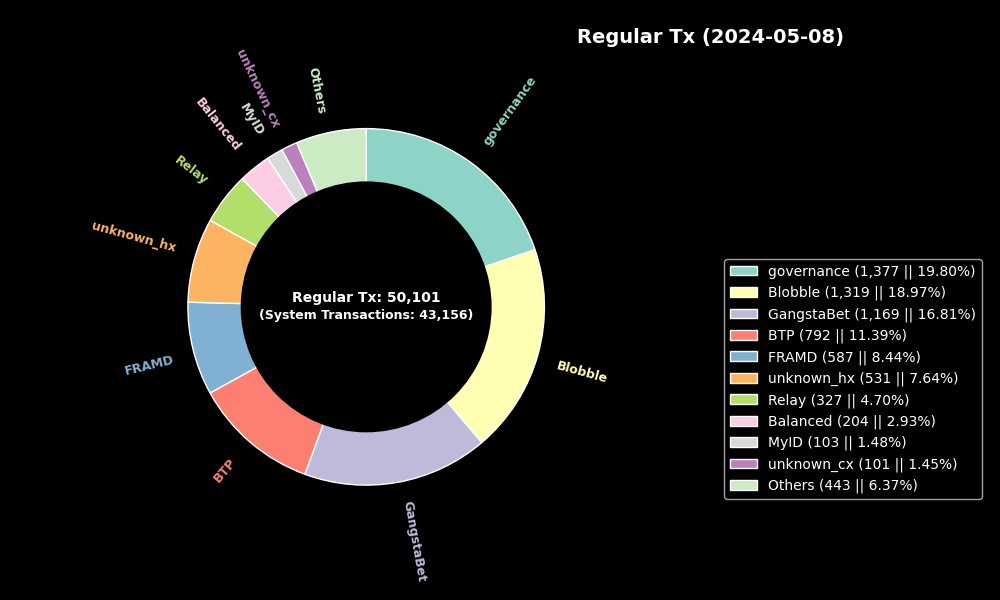 Regular Tx (2024-05-08)
governance
Others
unknown_cx
MyID
Balanced
Relay
unknown_hx
FRAMD
BTP
GangstaBet
Blobble
Regular Tx: 50,101
(System Transactions: 43,156)
governance (1,377 || 19.80%)
Blobble (1,319 || 18.97%)
GangstaBet (1,169 || 16.81%)
BTP (792 || 11.39%)
FRAMD (587 || 8.44%)
unknown_hx (531 || 7.64%)
Relay (327 || 4.70%)
Balanced (204 || 2.93%)
MyID (103 || 1.48%)
unknown_cx (101 || 1.45%)
Others (443 || 6.37%)